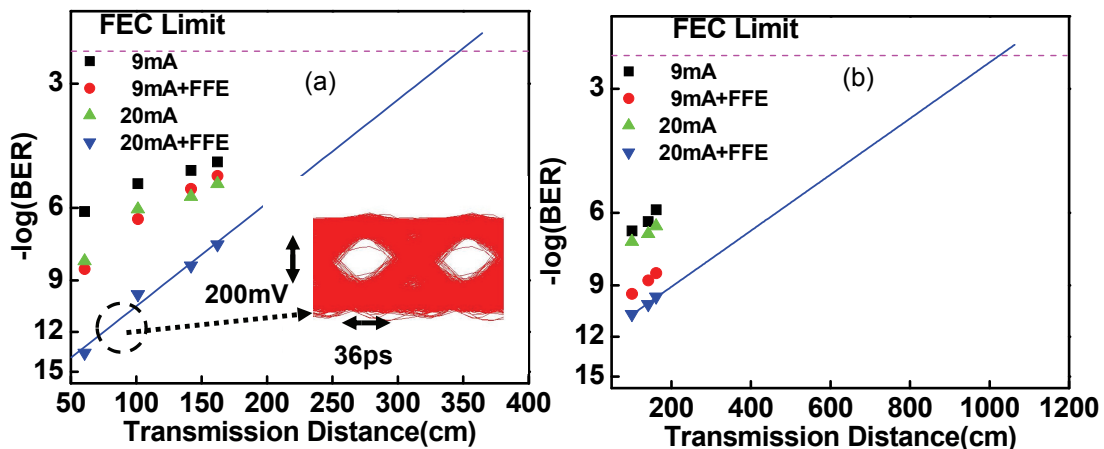 FEC Limit
9mA
9mA+FFE
20mA
20mA+FFE
(a)
-log(BER)
3
6
9
12
15
200mV
36ps
50 100 150 200 250 300 350 400
Transmission Distance(cm)
FEC Limit
9mA
9mA+FFE
20mA
20mA+FFE
(b)
-log(BER)
3
6
9
12
15
200 400 600 800 1000 1200
Transmission Distance(cm)